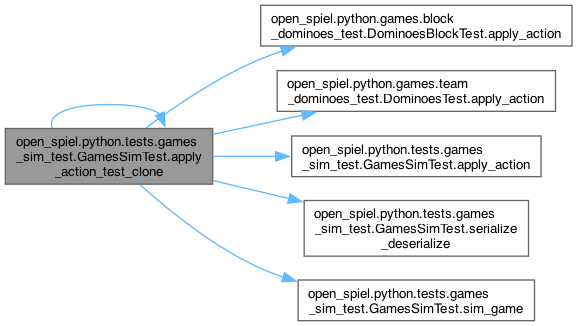 open_spiel.python.games.block
_dominoes_test.DominoesBlockTest.apply_action
open_spiel.python.games.team
_dominoes_test.DominoesTest.apply_action
open_spiel.python.tests.games
_sim_test.GamesSimTest.apply
_action_test_clone
open_spiel.python.tests.games
_sim_test.GamesSimTest.apply_action
open_spiel.python.tests.games
_sim_test.GamesSimTest.serialize
_deserialize
open_spiel.python.tests.games
_sim_test.GamesSimTest.sim_game